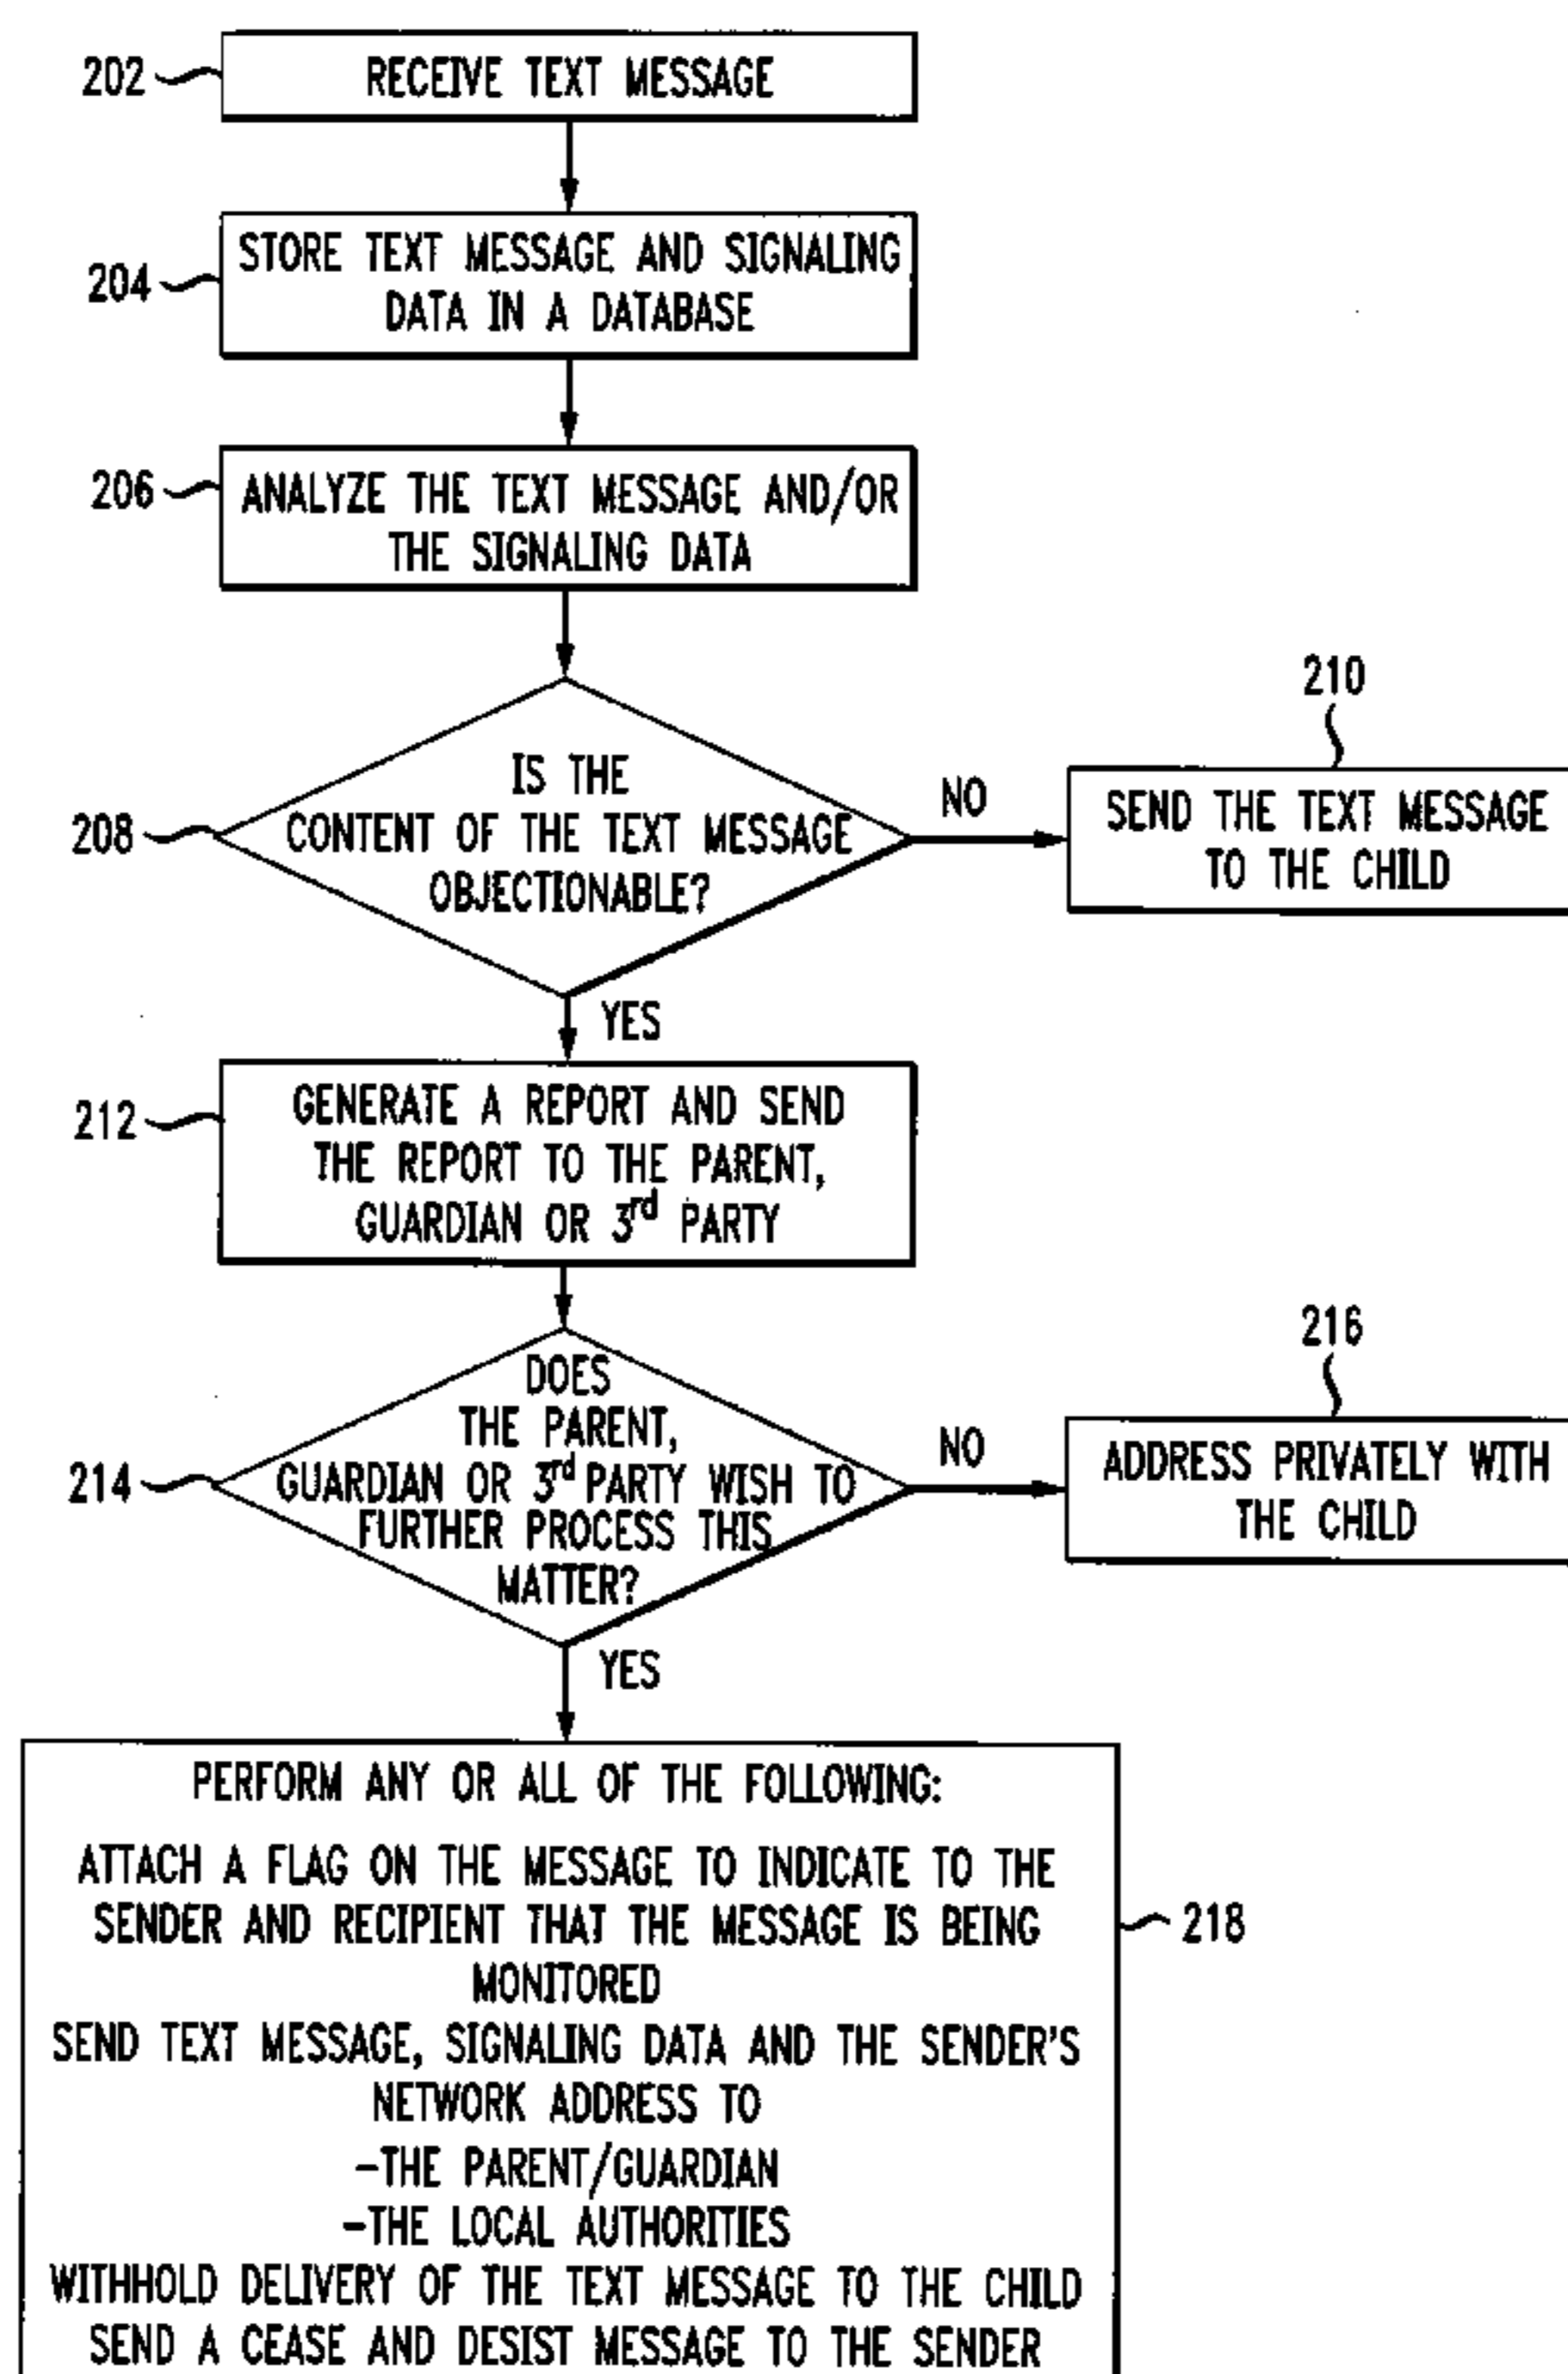 202
RECEIVE TEXT MESSAGE
204
STORE TEXT MESSAGE AND SIGNALING
DATA IN A DATABASE
206
ANALYZE THE TEXT MESSAGE AND/OR
THE SIGNALING DATA
208
IS THE
CONTENT OF THE TEXT MESSAGE
OBJECTIONABLE?
NO
210
SEND THE TEXT MESSAGE
TO THE CHILD
YES
212
GENERATE A REPORT AND SEND
THE REPORT TO THE PARENT,
GUARDIAN OR 3rd PARTY
214
DOES
THE PARENT,
GUARDIAN OR 3rd PARTY WISH TO
FURTHER PROCESS THIS
MATTER?
NO
216
ADDRESS PRIVATELY WITH
THE CHILD
YES
PERFORM ANY OR ALL OF THE FOLLOWING:
ATTACH A FLAG ON THE MESSAGE TO INDICATE TO THE
SENDER AND RECIPIENT THAT THE MESSAGE IS BEING
MONITORED
SEND TEXT MESSAGE, SIGNALING DATA AND THE SENDER'S
NETWORK ADDRESS TO
-THE PARENT/GUARDIAN
-THE LOCAL AUTHORITIES
WITHHOLD DELIVERY OF THE TEXT MESSAGE TO THE CHILD
SEND A CEASE AND DESIST MESSAGE TO THE SENDER
218